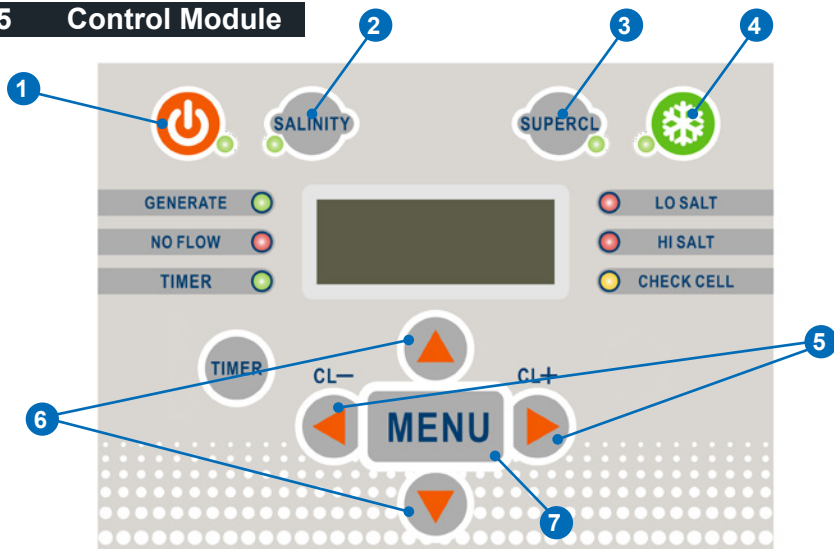 5 Control Module
2 3 4
1
SALINITY SUPERCL
GENERATE LO SALT
NO FLOW HI SALT
TIMER CHECK CELL
5
TIMER CL— CL+
6
MENU
7